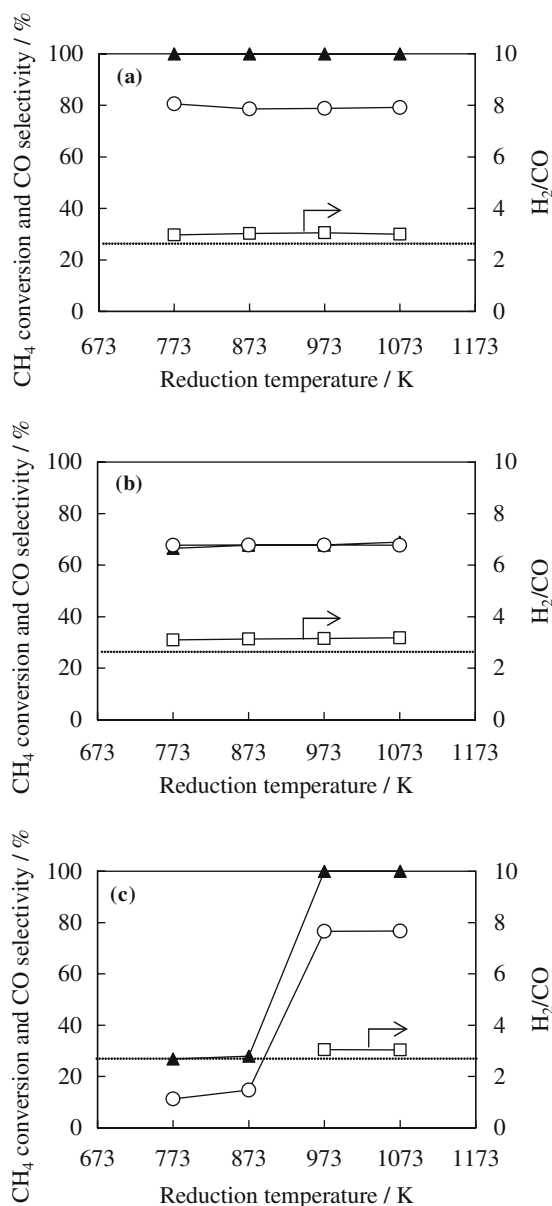 (a)
CH4 conversion and CO selectivity / %
100
80
60
40
20
0
10
8
6
4
2
0
H2/CO
673 773 873 973 1073 1173
Reduction temperature / K
(b)
CH4 conversion and CO selectivity / %
100
80
60
40
20
0
10
8
6
4
2
0
H2/CO
673 773 873 973 1073 1173
Reduction temperature / K
(c)
CH4 conversion and CO selectivity / %
100
80
60
40
20
0
10
8
6
4
2
0
H2/CO
673 773 873 973 1073 1173
Reduction temperature / K